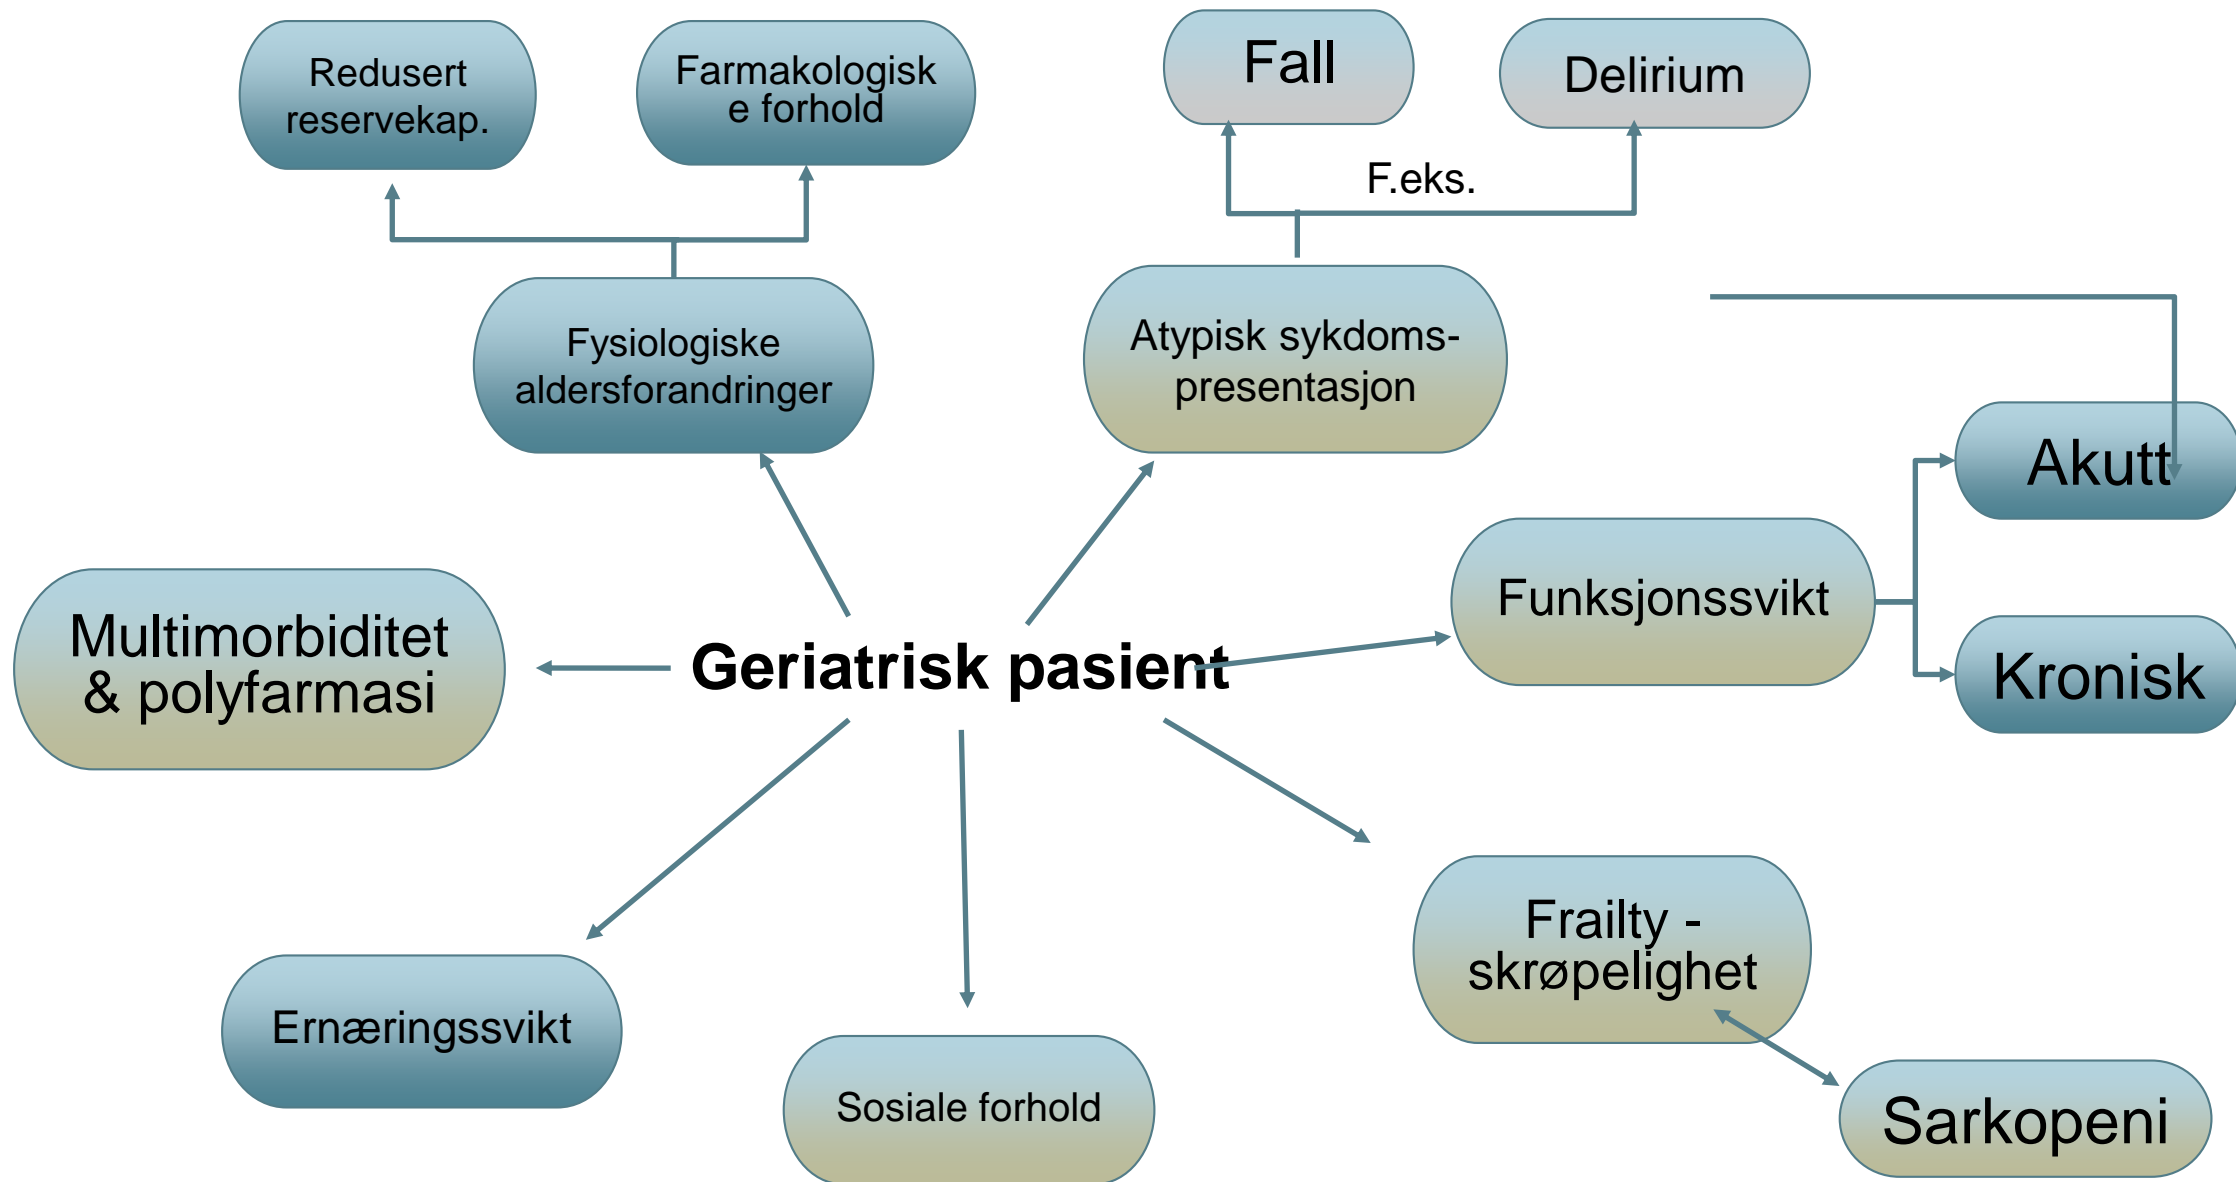 Redusert
reservekap.
Farmakologisk
e forhold
Fall
Delirium
F.eks.
Fysiologiske
aldersforandringer
Atypisk sykdoms-
presentasjon
Akutt
Funksjonssvikt
Kronisk
Multimorbiditet
& polyfarmasi
Geriatrisk pasient
Frailty -
skrøpelighet
Ernæringssvikt
Sosiale forhold
Sarkopeni